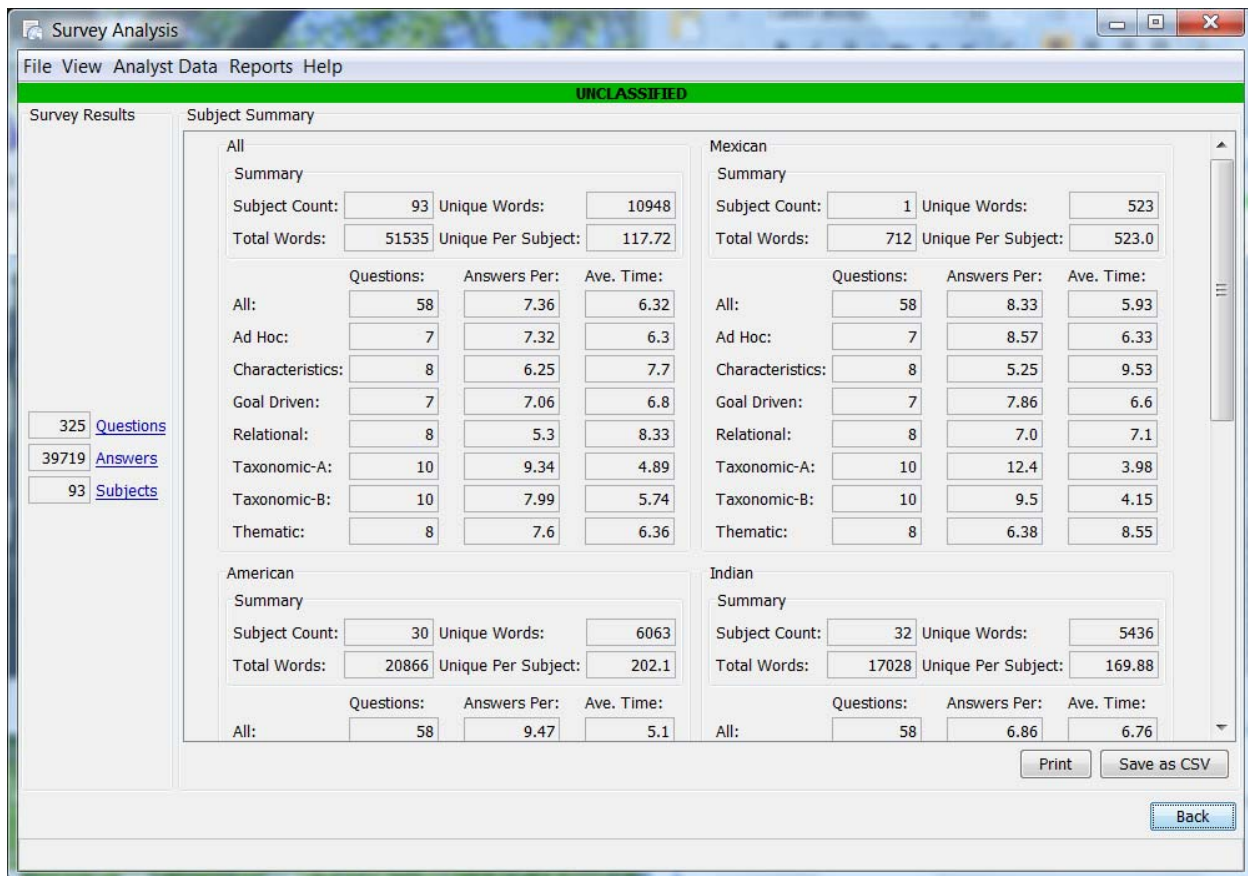 Survey Analysis
File View Analyst Data Reports Help
UNCLASSIFIED
Survey Results
325 Questions
39719 Answers
93 Subjects
Subject Summary
All
Summary
Subject Count: 93 Unique Words: 10948
Total Words: 51535 Unique Per Subject: 117.72
Questions: Answers Per: Ave. Time:
All: 58 7.36 6.32
Ad Hoc: 7 7.32 6.3
Characteristics: 8 6.25 7.7
Goal Driven: 7 7.06 6.8
Relational: 8 5.3 8.33
Taxonomic-A: 10 9.34 4.89
Taxonomic-B: 10 7.99 5.74
Thematic: 8 7.6 6.36
Mexican
Summary
Subject Count: 1 Unique Words: 523
Total Words: 712 Unique Per Subject: 523.0
Questions: Answers Per: Ave. Time:
All: 58 8.33 5.93
Ad Hoc: 7 8.57 6.33
Characteristics: 8 5.25 9.53
Goal Driven: 7 7.86 6.6
Relational: 8 7.0 7.1
Taxonomic-A: 10 12.4 3.98
Taxonomic-B: 10 9.5 4.15
Thematic: 8 6.38 8.55
American
Summary
Subject Count: 30 Unique Words: 6063
Total Words: 20866 Unique Per Subject: 202.1
Questions: Answers Per: Ave. Time:
All: 58 9.47 5.1
Indian
Summary
Subject Count: 32 Unique Words: 5436
Total Words: 17028 Unique Per Subject: 169.88
Questions: Answers Per: Ave. Time:
All: 58 6.86 6.76
Print Save as CSV
Back